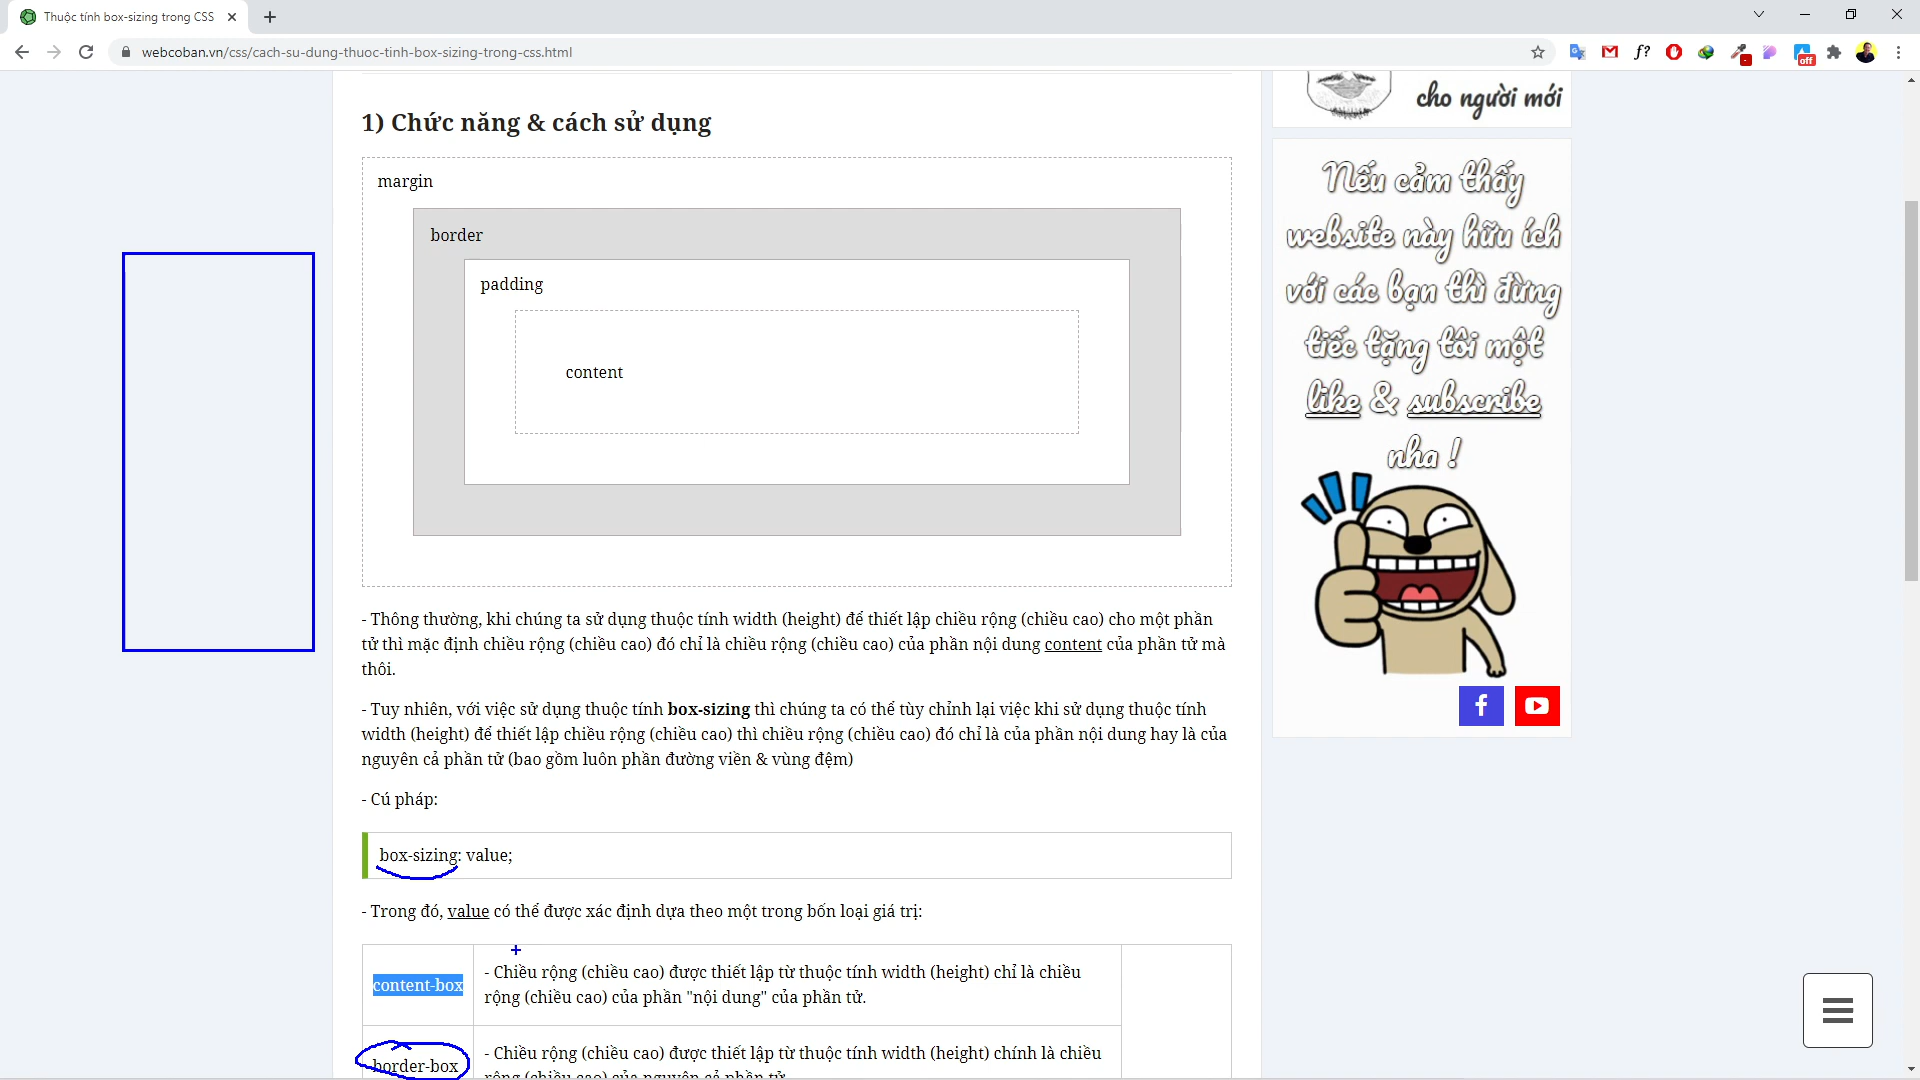 Thuộc tính box-sizing trong CSS
webcoban.vn/css/cach-su-dung-thuoc-tinh-box-sizing-trong-css.html
f?
off
cho người mới
1) Chức năng & cách sử dụng
margin
border
padding
content
- Thông thường, khi chúng ta sử dụng thuộc tính width (height) để thiết lập chiều rộng (chiều cao) cho một phần
tử thì mặc định chiều rộng (chiều cao) đó chỉ là chiều rộng (chiều cao) của phần nội dung content của phần tử mà
thôi.
- Tuy nhiên, với việc sử dụng thuộc tính box-sizing thì chúng ta có thể tùy chỉnh lại việc khi sử dụng thuộc tính
width (height) để thiết lập chiều rộng (chiều cao) thì chiều rộng (chiều cao) đó chỉ là của phần nội dung hay là của
nguyên cả phần tử (bao gồm luôn phần đường viền & vùng đệm)
- Cú pháp:
box-sizing: value;
- Trong đó, value có thể được xác định dựa theo một trong bốn loại giá trị:
content-box
- Chiều rộng (chiều cao) được thiết lập từ thuộc tính width (height) chỉ là chiều
rộng (chiều cao) của phần "nội dung" của phần tử.
border-box
- Chiều rộng (chiều cao) được thiết lập từ thuộc tính width (height) chính là chiều
rộng (chiều cao) của nguyên cả phần tử.
Nếu cảm thấy
website này hữu ích
với các bạn thì đừng
tiếc tặng tôi một
like & subscribe
nha !